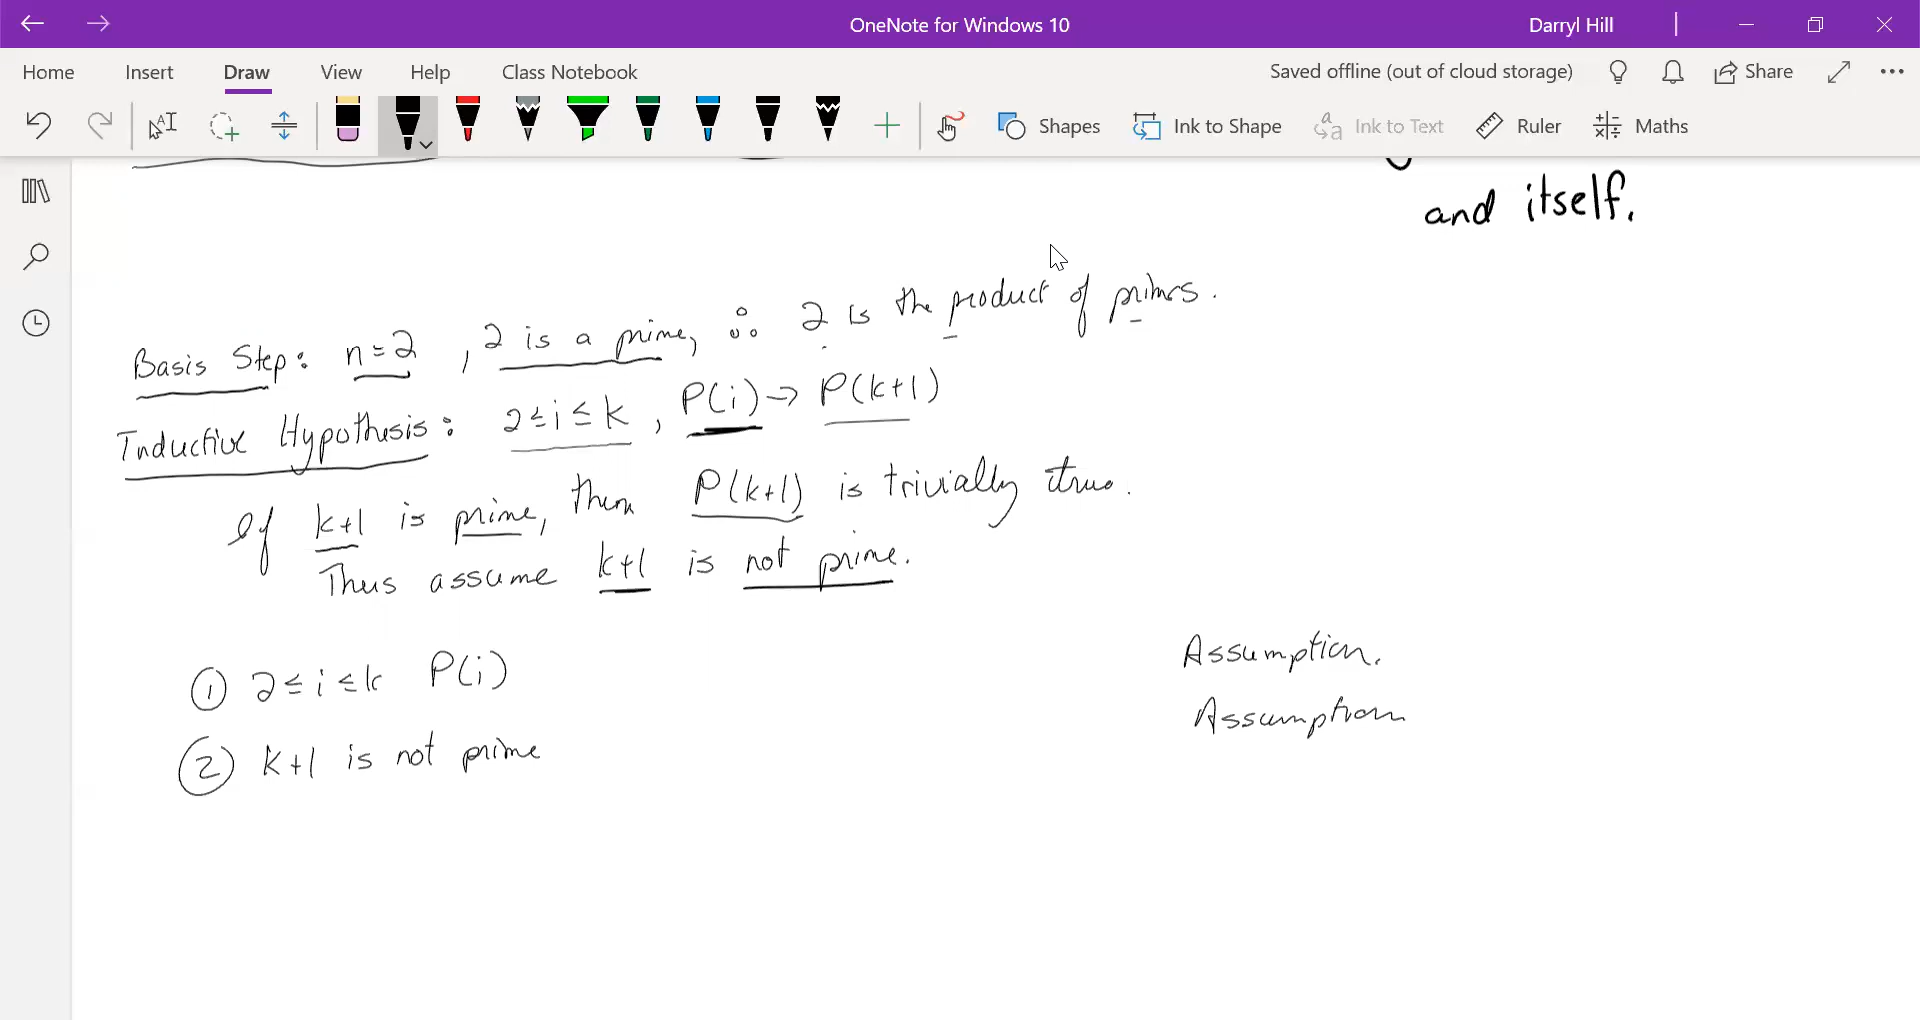 OneNote for Windows 10
Darryl Hill
Home Insert Draw View Help Class Notebook
Saved offline (out of cloud storage) Share
Shapes Ink to Shape Ink to Text Ruler Maths
and itself.
Basis Step: n=2, 2 is a prime, ∴ 2 is the product of primes.
Inductive Hypothesis: 2≤i≤k, P(i)→P(k+1)
If k+1 is prime, then P(k+1) is trivially true.
Thus assume k+1 is not prime.
① 2≤i≤k P(i) Assumption.
② k+1 is not prime Assumption